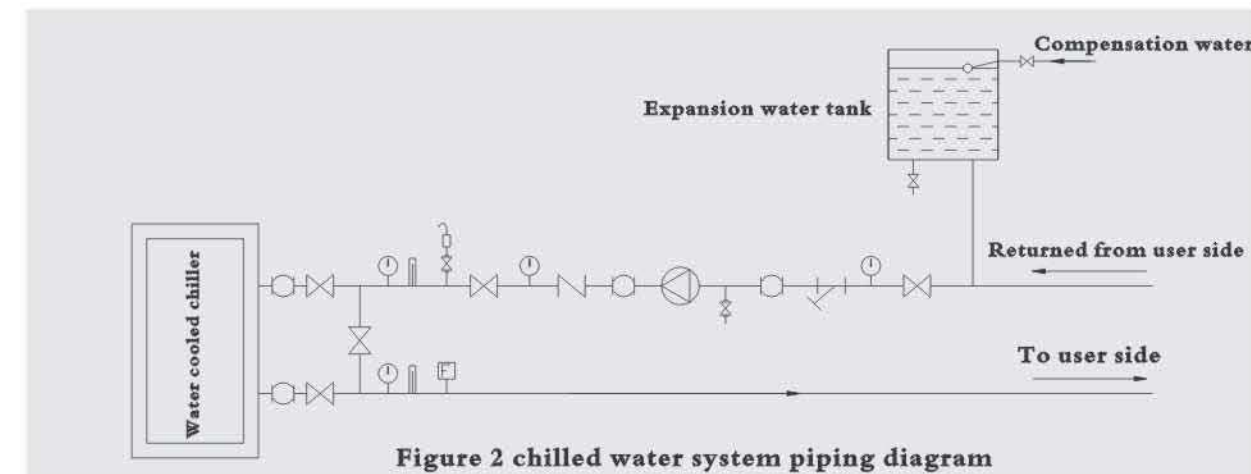 Compensation water
Expansion water tank
Returned from user side
Water cooled chiller
F
To user side
Figure 2 chilled water system piping diagram